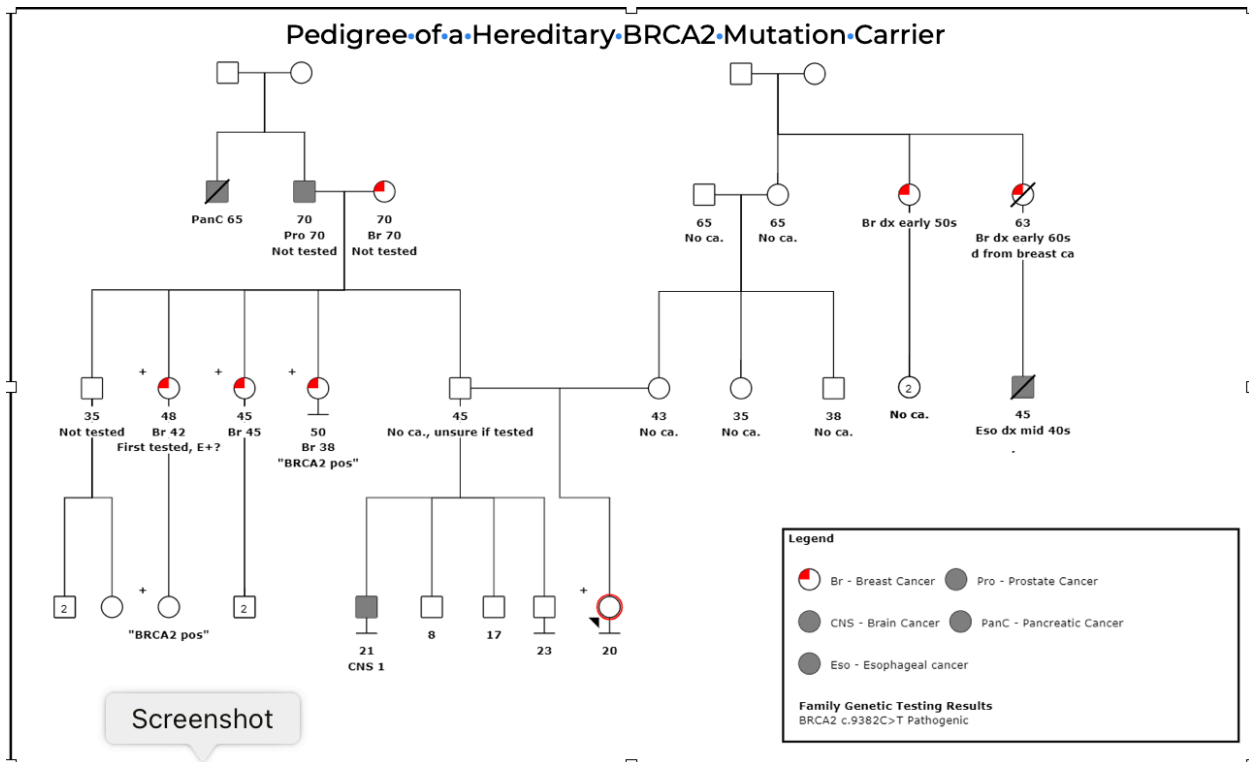 Pedigree·of·a·Hereditary·BRCA2·Mutation·Carrier
PanC 65
70
Pro 70
Not tested
70
Br 70
Not tested
65
No ca.
65
No ca.
Br dx early 50s
63
Br dx early 60s
d from breast ca
35
Not tested
+
48
Br 42
First tested, E+?
+
45
Br 45
+
50
Br 38
"BRCA2 pos"
45
No ca., unsure if tested
43
No ca.
35
No ca.
38
No ca.
2
No ca.
45
Eso dx mid 40s
2
+
"BRCA2 pos"
2
21
CNS 1
8
17
23
+
20
Legend
Br - Breast Cancer
Pro - Prostate Cancer
CNS - Brain Cancer
PanC - Pancreatic Cancer
Eso - Esophageal cancer
Family Genetic Testing Results
BRCA2 c.9382C>T Pathogenic
Screenshot